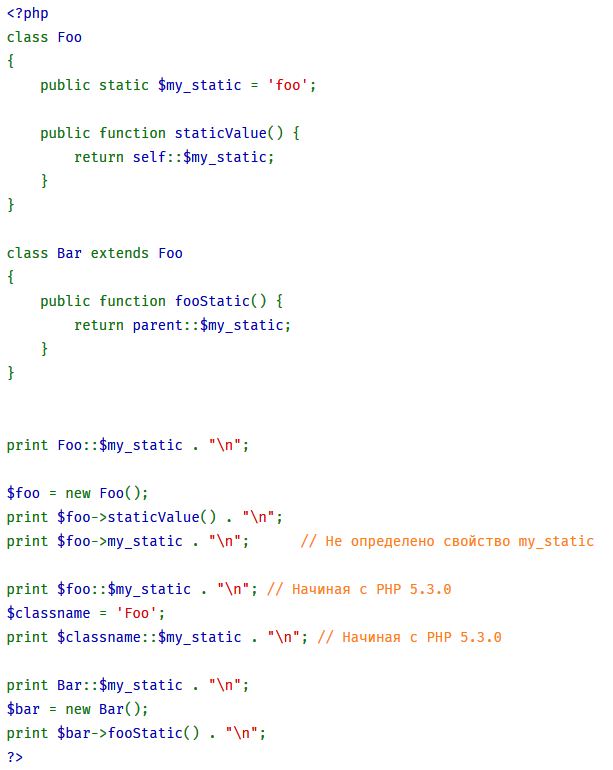 <?php
class Foo
{
    public static $my_static = 'foo';

    public function staticValue() {
        return self::$my_static;
    }
}

class Bar extends Foo
{
    public function fooStatic() {
        return parent::$my_static;
    }
}


print Foo::$my_static . "\n";

$foo = new Foo();
print $foo->staticValue() . "\n";
print $foo->my_static . "\n";      // Не определено свойство my_static

print $foo::$my_static . "\n"; // Начиная с PHP 5.3.0
$classname = 'Foo';
print $classname::$my_static . "\n"; // Начиная с PHP 5.3.0

print Bar::$my_static . "\n";
$bar = new Bar();
print $bar->fooStatic() . "\n";
?>